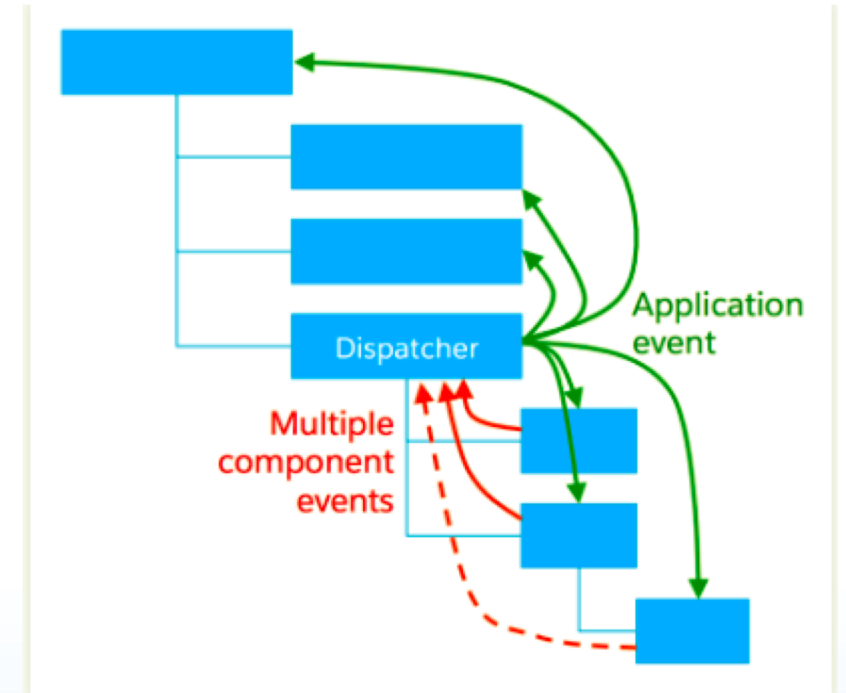 Application
event
Dispatcher
Multiple
component
events